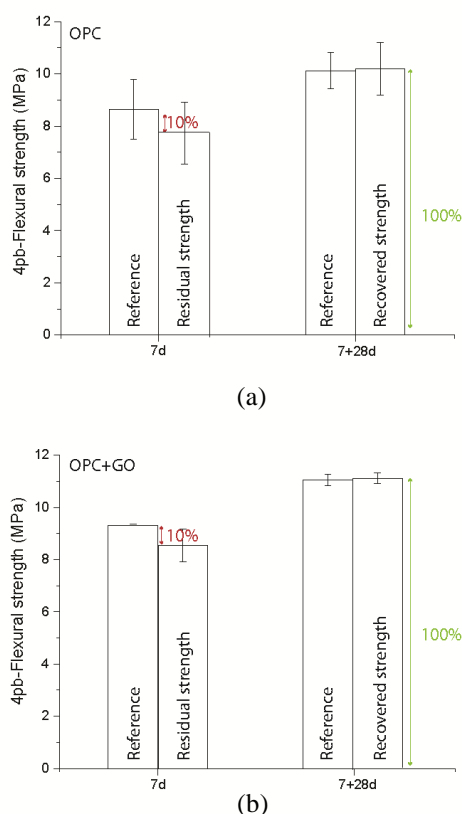 OPC
4pb-Flexural strength (MPa)
12
10
8
6
4
2
0
10%
100%
Reference
Residual strength
Reference
Recovered strength
7d
7+28d
(a)
OPC+GO
4pb-Flexural strength (MPa)
12
10
8
6
4
2
0
10%
100%
Reference
Residual strength
Reference
Recovered strength
7d
7+28d
(b)